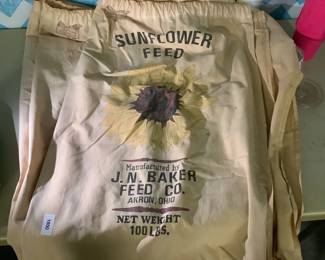 SUNFLOWER
FEED
Manufactured by
J.N. BAKER
FEED CO.
AKRON, OHIO
NET WEIGHT
100 LBS.